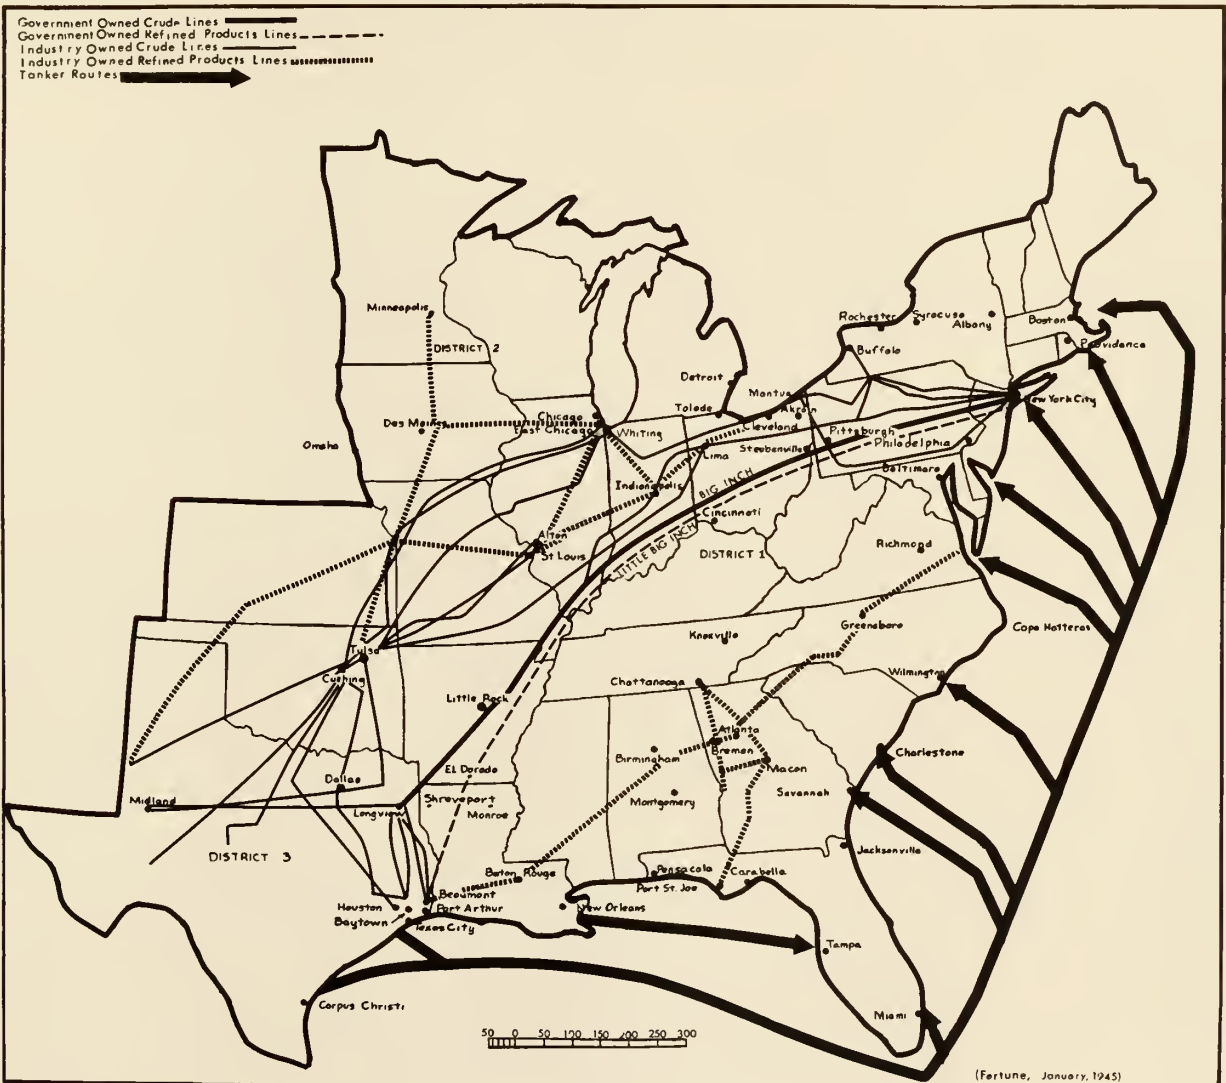 Government Owned Crude Lines
Government Owned Refined Products Lines
Industry Owned Crude Lines
Industry Owned Refined Products Lines
Tanker Routes
Minneapolis
DISTRICT 2
Rochester
Syracuse
Albany
Boston
Buffalo
Providence
Detroit
Mantua
New York City
Chicago
Toledo
Akron
Des Moines
East Chicago
Whiting
Cleveland
Pittsburgh
Omaha
Lima
Steubenville
Philadelphia
Baltimore
Indianapolis
BIG INCH
Cincinnati
Alton
St Louis
LITTLE BIG INCH
DISTRICT 1
Richmond
Greensboro
Cape Hatteras
Knoxville
Tulsa
Cushing
Chattanooga
Wilmington
Little Rock
Atlanta
Bremen
Birmingham
Charlestone
El Dorado
Macon
Dallas
Midland
Shreveport
Montgomery
Savannah
Longview
Monroe
Jacksonville
DISTRICT 3
Baton Rouge
Pensacola
Carabella
Port St. Joe
Beaumont
Houston
Port Arthur
New Orleans
Baytown
Texas City
Tampa
Corpus Christi
Miami
50 0 50 100 150 200 250 300
(Fortune, January, 1945)